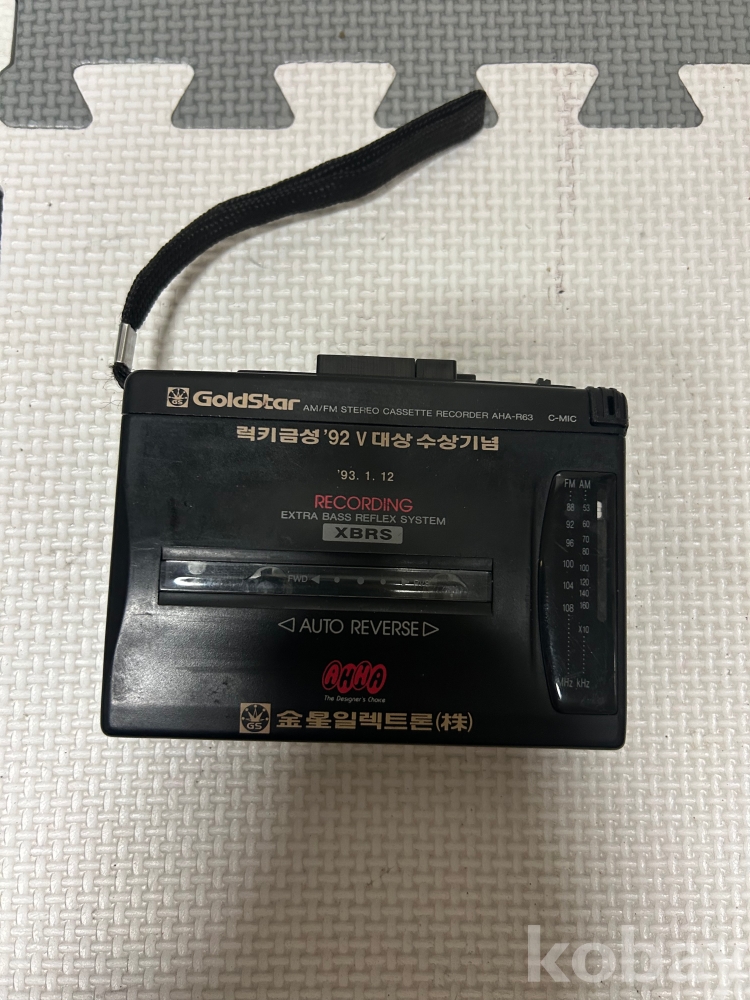 GS GoldStar AM/FM STEREO CASSETTE RECORDER AHA-R63 C-MIC
럭키금성 '92 V 대상 수상기념
'93. 1. 12
RECORDING
EXTRA BASS REFLEX SYSTEM
XBRS
FWD
◁ AUTO REVERSE ▷
AHA
The Designer's Choice
GS 金星일렉트론(株)
FM AM
88 53
92 60
96 70
80
100 100
104 120
140
108 160
X10
MHz kHz
koba